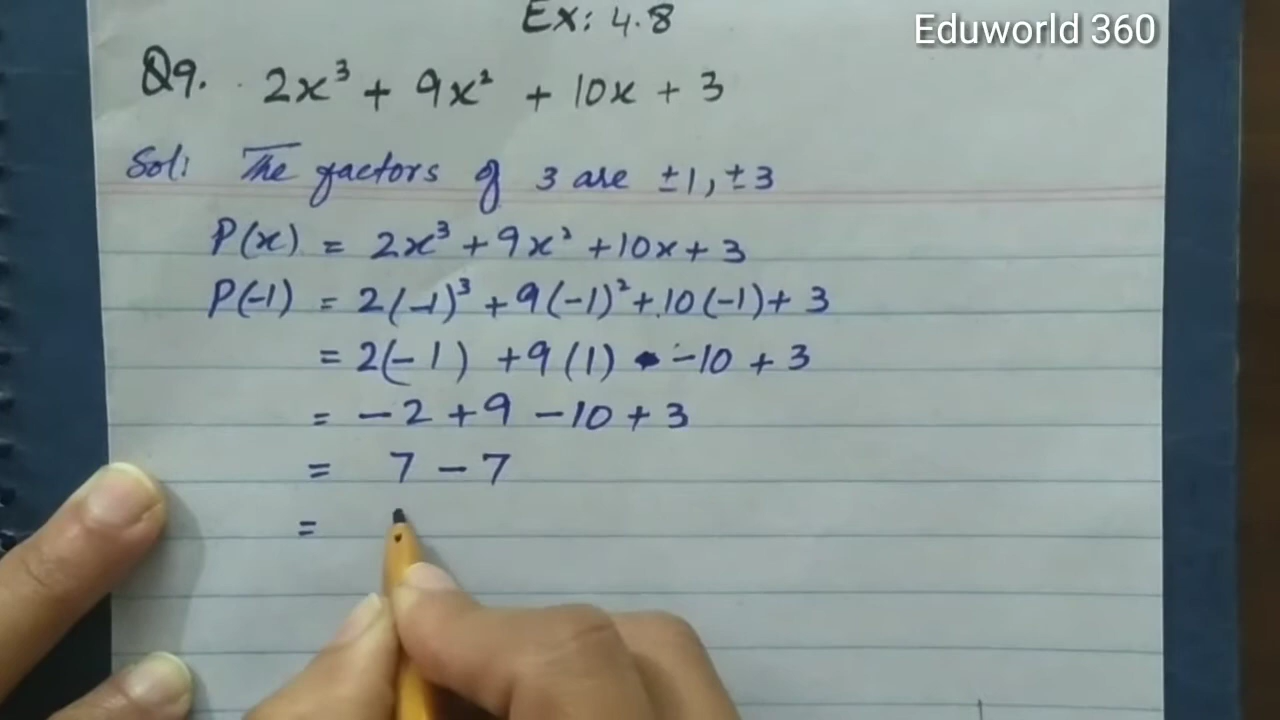 Ex: 4.8
Eduworld 360
Q9. 2x³ + 9x² + 10x + 3
Sol: The factors of 3 are ±1, ±3
P(x) = 2x³ + 9x² + 10x + 3
P(-1) = 2(-1)³ + 9(-1)² + 10(-1) + 3
= 2(-1) + 9(1) -10 + 3
= -2 + 9 - 10 + 3
= 7 - 7
=